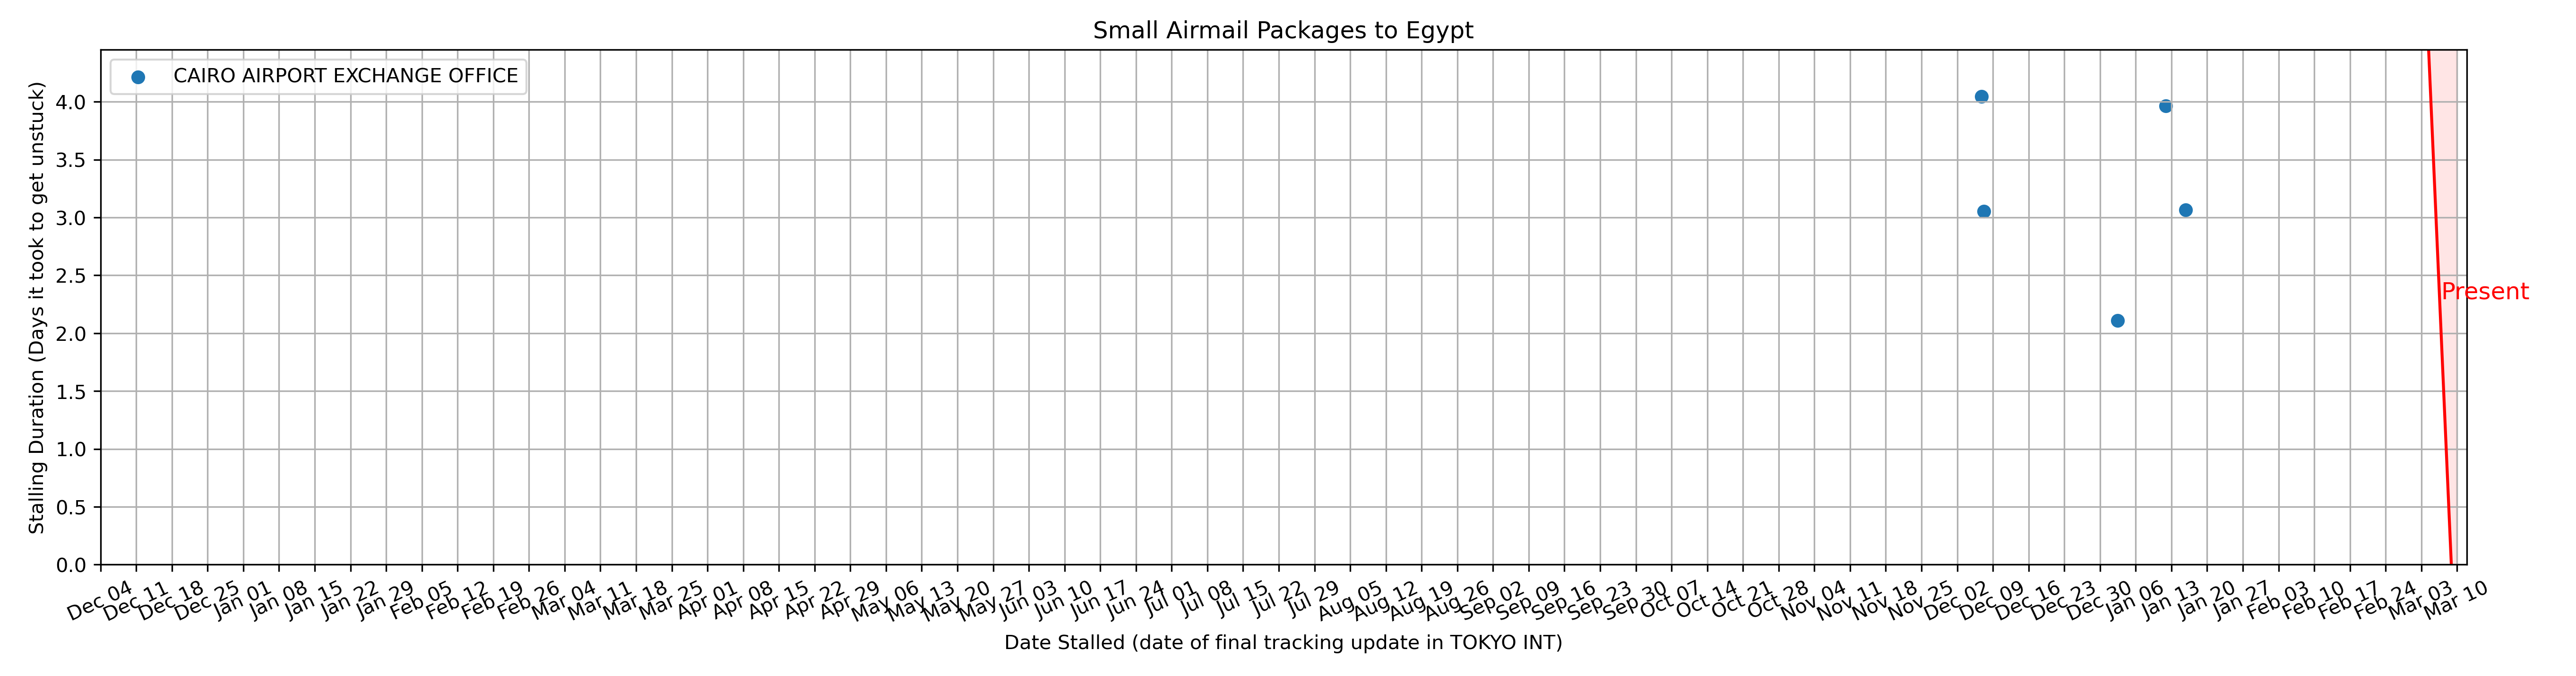 Small Airmail Packages to Egypt
CAIRO AIRPORT EXCHANGE OFFICE
Stalling Duration (Days it took to get unstuck)
4.0
3.5
3.0
2.5
2.0
1.5
1.0
0.5
0.0
Present
Dec 04
Dec 11
Dec 18
Dec 25
Jan 01
Jan 08
Jan 15
Jan 22
Jan 29
Feb 05
Feb 12
Feb 19
Feb 26
Mar 04
Mar 11
Mar 18
Mar 25
Apr 01
Apr 08
Apr 15
Apr 22
Apr 29
May 06
May 13
May 20
May 27
Jun 03
Jun 10
Jun 17
Jun 24
Jul 01
Jul 08
Jul 15
Jul 22
Jul 29
Aug 05
Aug 12
Aug 19
Aug 26
Sep 02
Sep 09
Sep 16
Sep 23
Sep 30
Oct 07
Oct 14
Oct 21
Oct 28
Nov 04
Nov 11
Nov 18
Nov 25
Dec 02
Dec 09
Dec 16
Dec 23
Dec 30
Jan 06
Jan 13
Jan 20
Jan 27
Feb 03
Feb 10
Feb 17
Feb 24
Mar 03
Mar 10
Date Stalled (date of final tracking update in TOKYO INT)